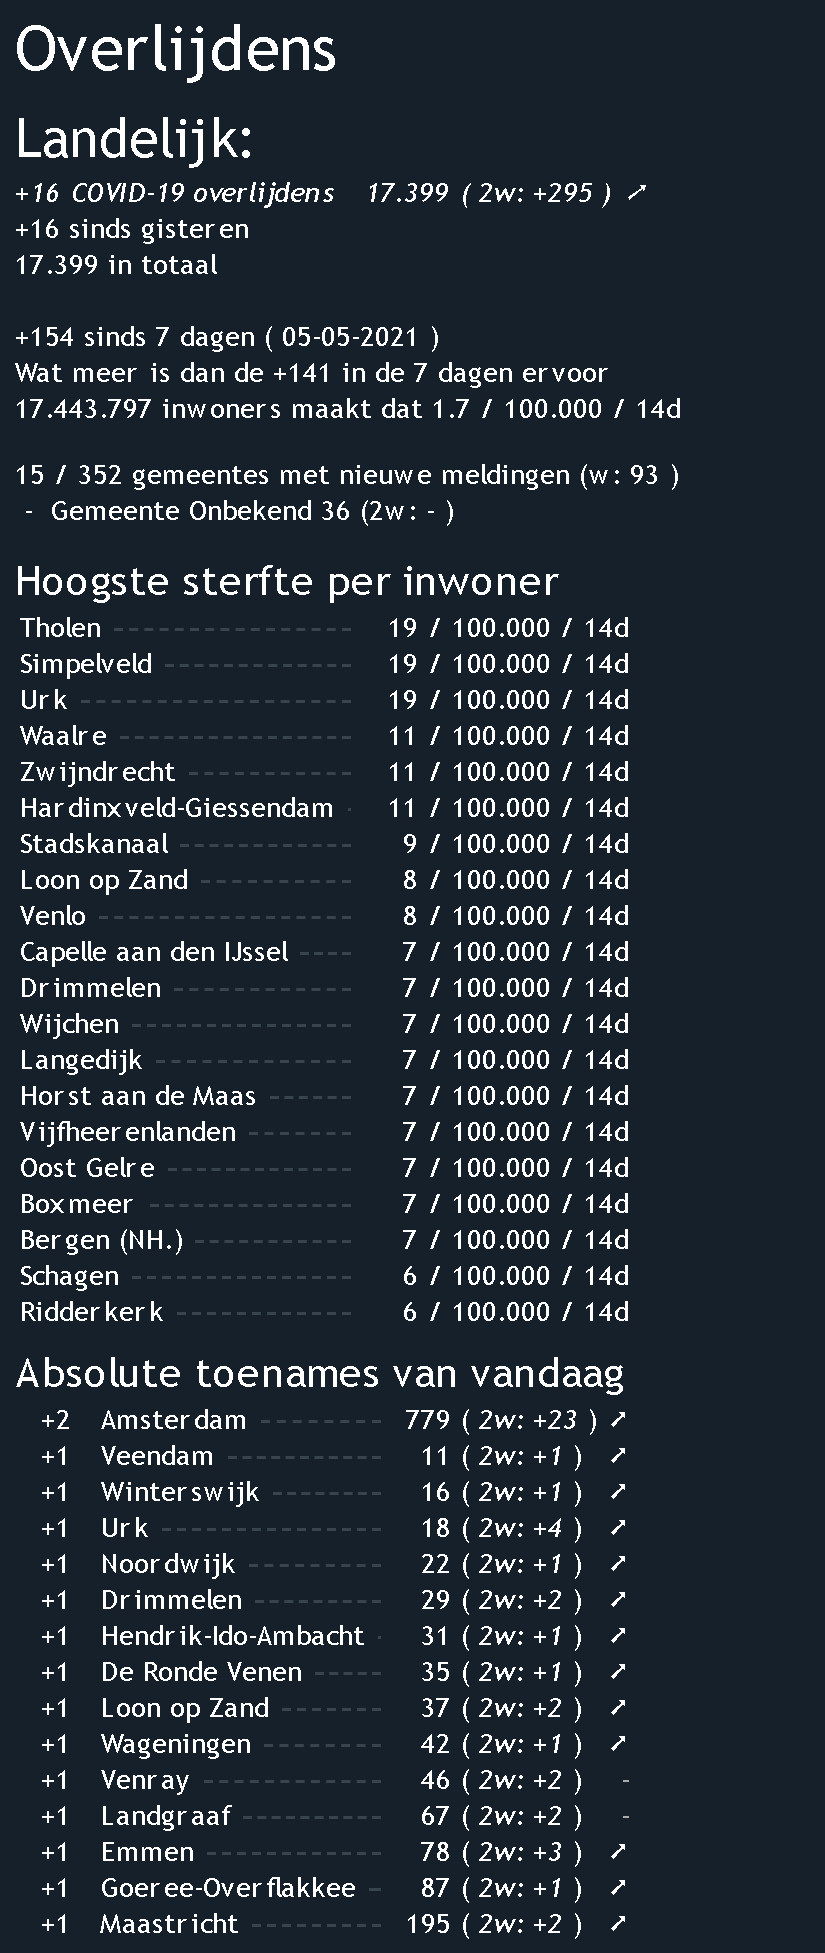 Overlijdens
Landelijk:
+16 COVID-19 overlijdens 17.399 ( 2w: +295 ) ➚
+16 sinds gisteren
17.399 in totaal
+154 sinds 7 dagen ( 05-05-2021 )
Wat meer is dan de +141 in de 7 dagen ervoor
17.443.797 inwoners maakt dat 1.7 / 100.000 / 14d
15 / 352 gemeentes met nieuwe meldingen (w: 93 )
- Gemeente Onbekend 36 (2w: - )
Hoogste sterfte per inwoner
Tholen ---------------- 19 / 100.000 / 14d
Simpelveld ------------- 19 / 100.000 / 14d
Urk ------------------ 19 / 100.000 / 14d
Waalre ---------------- 11 / 100.000 / 14d
Zwijndrecht ----------- 11 / 100.000 / 14d
Hardinxveld-Giessendam - 11 / 100.000 / 14d
Stadskanaal ------------ 9 / 100.000 / 14d
Loon op Zand ---------- 8 / 100.000 / 14d
Venlo ----------------- 8 / 100.000 / 14d
Capelle aan den IJssel ---- 7 / 100.000 / 14d
Drimmelen ------------ 7 / 100.000 / 14d
Wijchen --------------- 7 / 100.000 / 14d
Langedijk ------------- 7 / 100.000 / 14d
Horst aan de Maas ------ 7 / 100.000 / 14d
Vijfheerenlanden ------- 7 / 100.000 / 14d
Oost Gelre ------------- 7 / 100.000 / 14d
Boxmeer -------------- 7 / 100.000 / 14d
Bergen (NH.) ----------- 7 / 100.000 / 14d
Schagen --------------- 6 / 100.000 / 14d
Ridderkerk ------------ 6 / 100.000 / 14d
Absolute toenames van vandaag
+2 Amsterdam -------- 779 ( 2w: +23 ) ➚
+1 Veendam ----------- 11 ( 2w: +1 ) ➚
+1 Winterswijk -------- 16 ( 2w: +1 ) ➚
+1 Urk --------------- 18 ( 2w: +4 ) ➚
+1 Noordwijk --------- 22 ( 2w: +1 ) ➚
+1 Drimmelen --------- 29 ( 2w: +2 ) ➚
+1 Hendrik-Ido-Ambacht - 31 ( 2w: +1 ) ➚
+1 De Ronde Venen ----- 35 ( 2w: +1 ) ➚
+1 Loon op Zand ------- 37 ( 2w: +2 ) ➚
+1 Wageningen -------- 42 ( 2w: +1 ) ➚
+1 Venray ------------ 46 ( 2w: +2 ) -
+1 Landgraaf ---------- 67 ( 2w: +2 ) -
+1 Emmen ------------ 78 ( 2w: +3 ) ➚
+1 Goeree-Overflakkee - 87 ( 2w: +1 ) ➚
+1 Maastricht --------- 195 ( 2w: +2 ) ➚